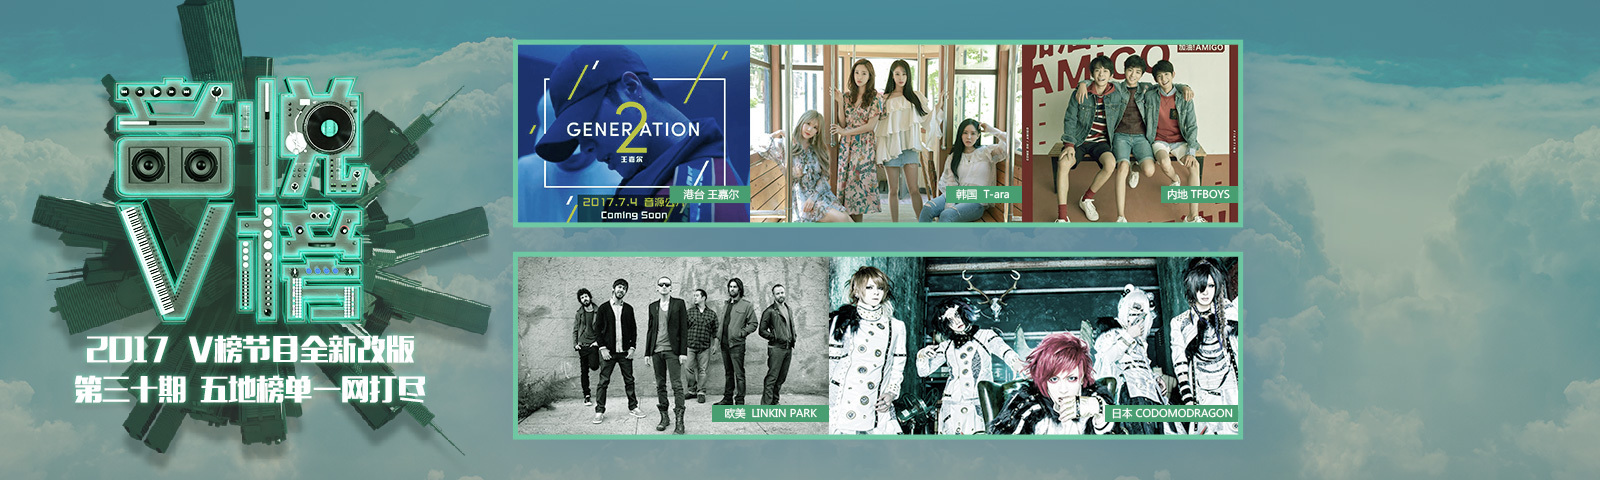 音悦
V榜
2017 V榜节目全新改版
第三十期 五地榜单一网打尽
2
GENERATION
王嘉尔
港台 王嘉尔
2017.7.4 音源公
Coming Soon
韩国 T-ara
加油!AMIGO
AMIGO
内地 TFBOYS
欧美 LINKIN PARK
日本 CODOMODRAGON